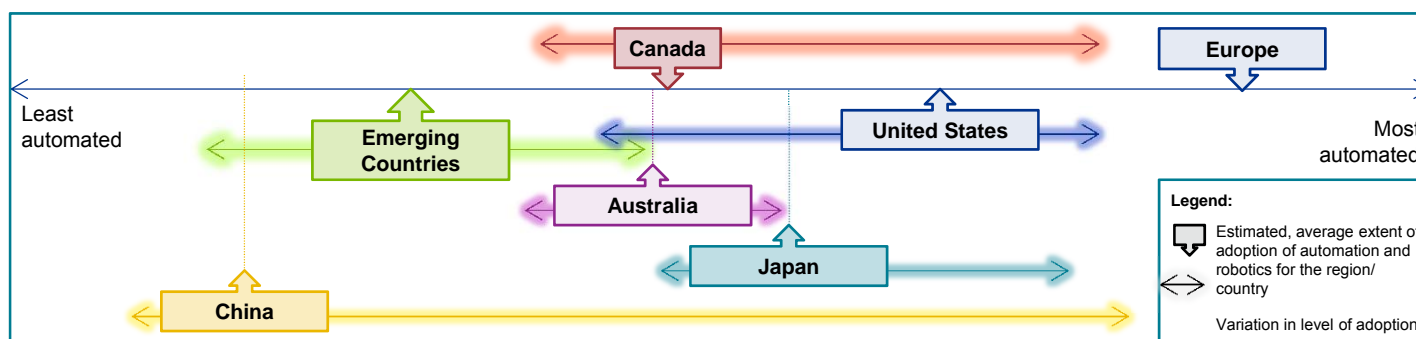 Canada
Europe
Least
automated
Emerging
Countries
United States
Most
automated
Australia
Japan
China
Legend:
Estimated, average extent of
adoption of automation and
robotics for the region/
country
Variation in level of adoption